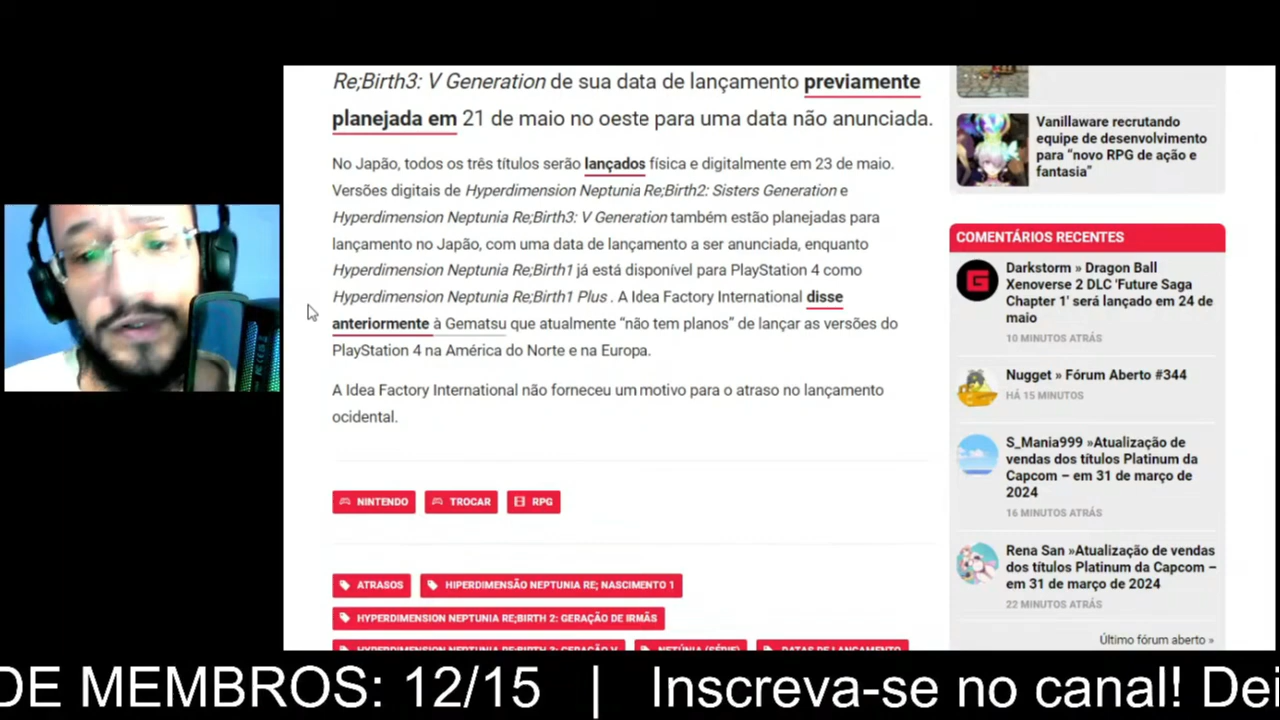 Re;Birth3: V Generation de sua data de lançamento previamente
planejada em 21 de maio no oeste para uma data não anunciada.
No Japão, todos os três títulos serão lançados física e digitalmente em 23 de maio.
Versões digitais de Hyperdimension Neptunia Re;Birth2: Sisters Generation e
Hyperdimension Neptunia Re;Birth3: V Generation também estão planejadas para
lançamento no Japão, com uma data de lançamento a ser anunciada, enquanto
Hyperdimension Neptunia Re;Birth1 já está disponível para PlayStation 4 como
Hyperdimension Neptunia Re;Birth1 Plus . A Idea Factory International disse
anteriormente à Gematsu que atualmente “não tem planos” de lançar as versões do
PlayStation 4 na América do Norte e na Europa.
A Idea Factory International não forneceu um motivo para o atraso no lançamento
ocidental.
NINTENDO
TROCAR
RPG
ATRASOS
HIPERDIMENSÃO NEPTUNIA RE; NASCIMENTO 1
HYPERDIMENSION NEPTUNIA RE;BIRTH 2: GERAÇÃO DE IRMÃS
HYPERDIMENSION NEPTUNIA RE;BIRTH 3: GERAÇÃO V
NETÚNIA (SÉRIE)
DATAS DE LANÇAMENTO
Vanillaware recrutando
equipe de desenvolvimento
para “novo RPG de ação e
fantasia”
COMENTÁRIOS RECENTES
Darkstorm » Dragon Ball
Xenoverse 2 DLC 'Future Saga
Chapter 1' será lançado em 24 de
maio
10 MINUTOS ATRÁS
Nugget » Fórum Aberto #344
HÁ 15 MINUTOS
S_Mania999 »Atualização de
vendas dos títulos Platinum da
Capcom – em 31 de março de
2024
16 MINUTOS ATRÁS
Rena San »Atualização de vendas
dos títulos Platinum da Capcom –
em 31 de março de 2024
22 MINUTOS ATRÁS
Último fórum aberto »
DE MEMBROS: 12/15 | Inscreva-se no canal! Dei